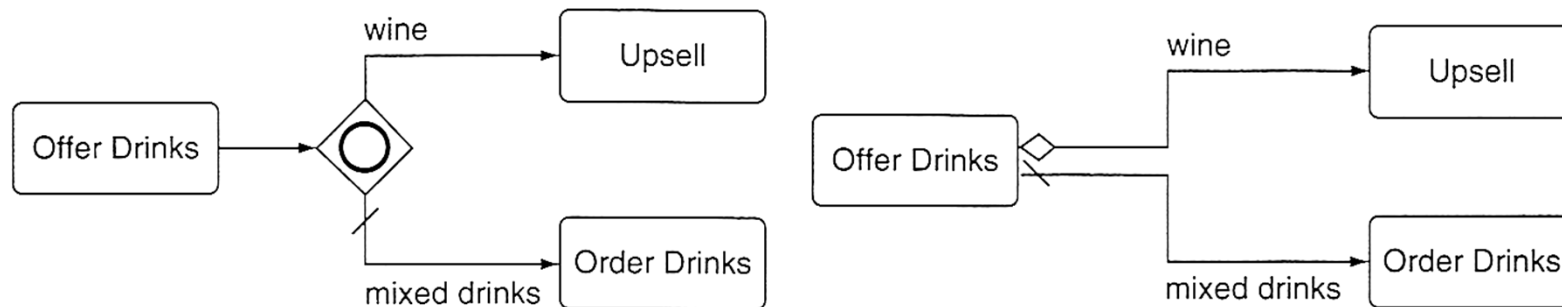 wine
Upsell
Offer Drinks
Order Drinks
mixed drinks
wine
Upsell
Offer Drinks
Order Drinks
mixed drinks